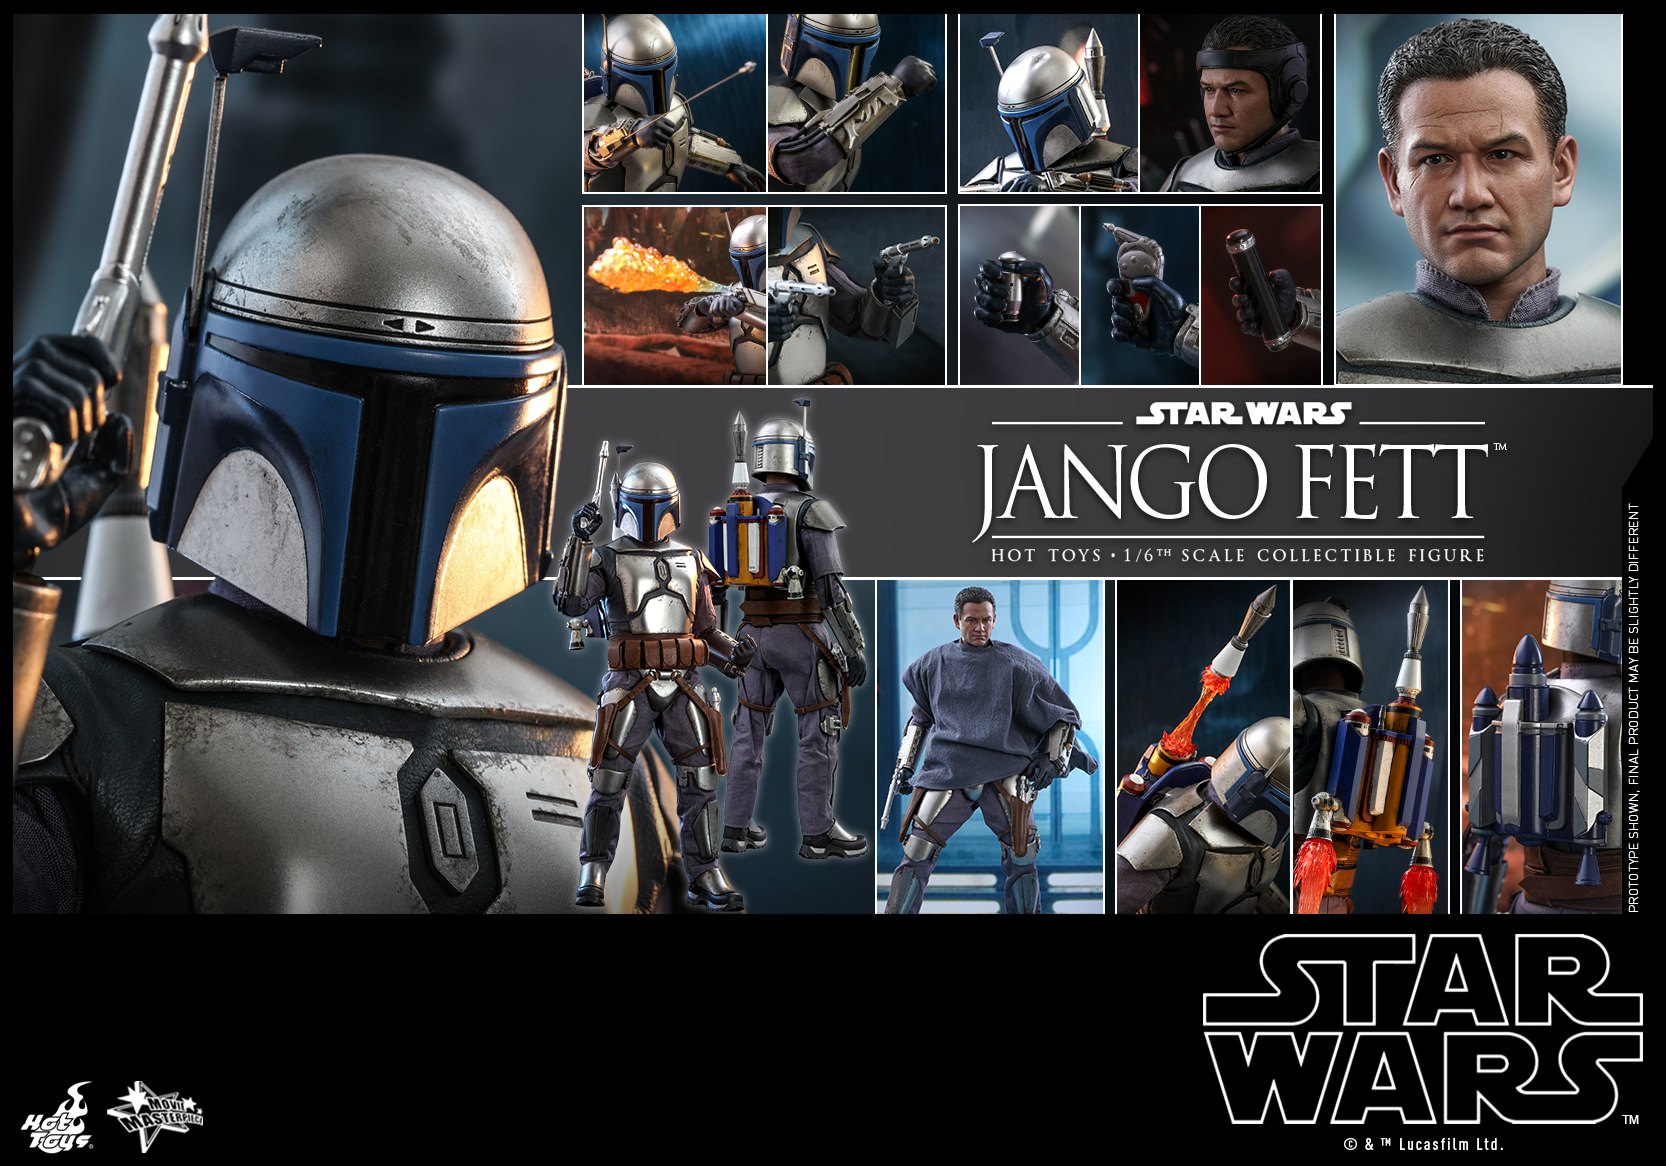 STAR WARS
JANGO FETT™
HOT TOYS • 1/6TH SCALE COLLECTIBLE FIGURE
PROTOTYPE SHOWN, FINAL PRODUCT MAY BE SLIGHTLY DIFFERENT
STAR
WARS™
© & ™ Lucasfilm Ltd.
Hot
Toys®
MOVIE
MASTERPIECE